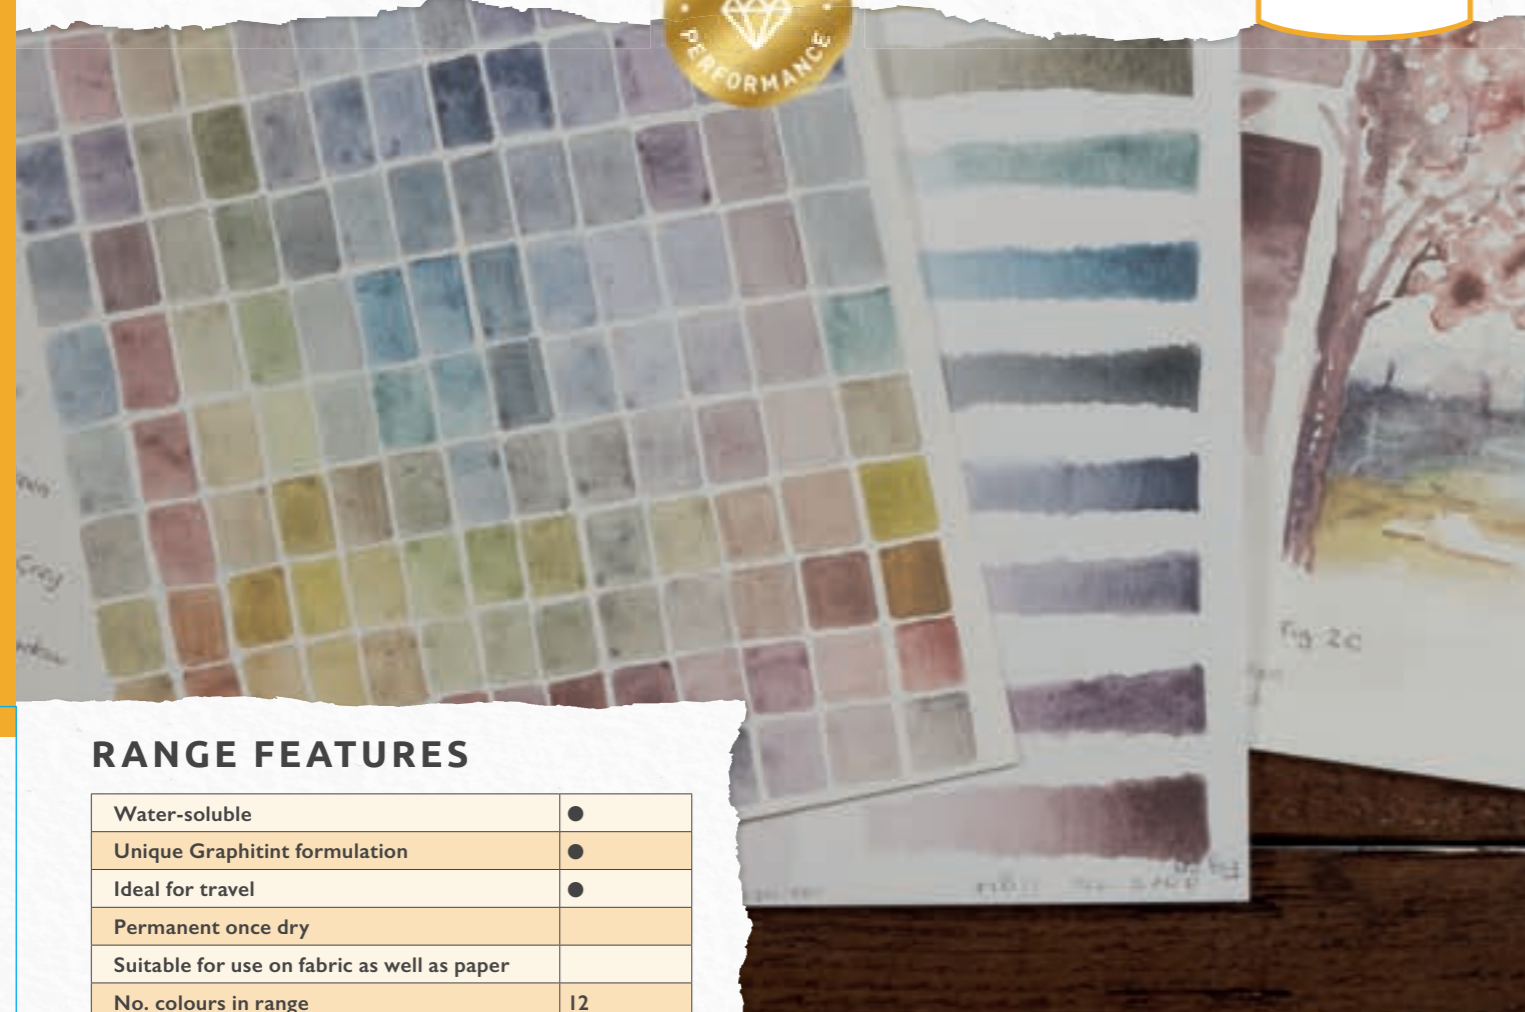 PERFORMANCE
Grey
Fig. 2C
RANGE FEATURES
Water-soluble ●
Unique Graphitint formulation ●
Ideal for travel ●
Permanent once dry
Suitable for use on fabric as well as paper
No. colours in range 12